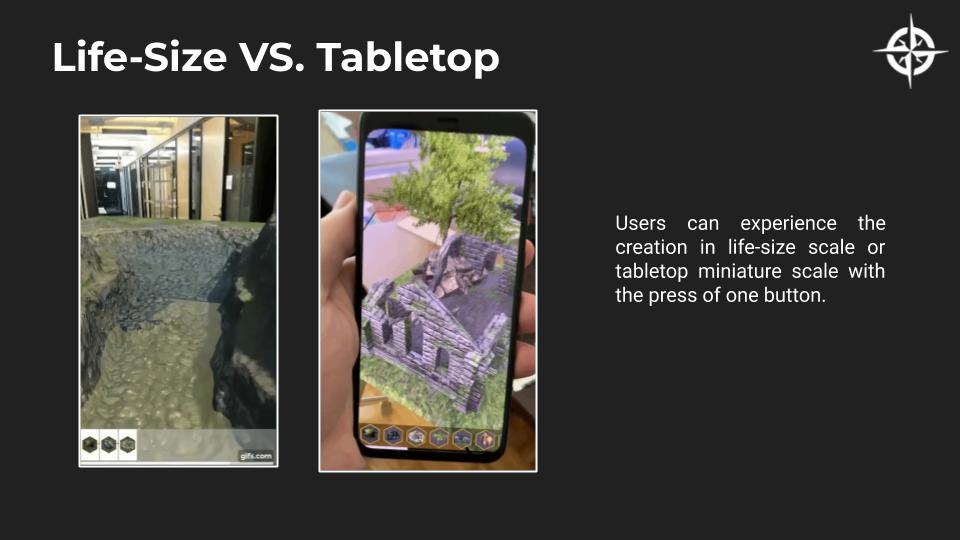 Life-Size VS. Tabletop
Users can experience the
creation in life-size scale or
tabletop miniature scale with
the press of one button.
gifs.com